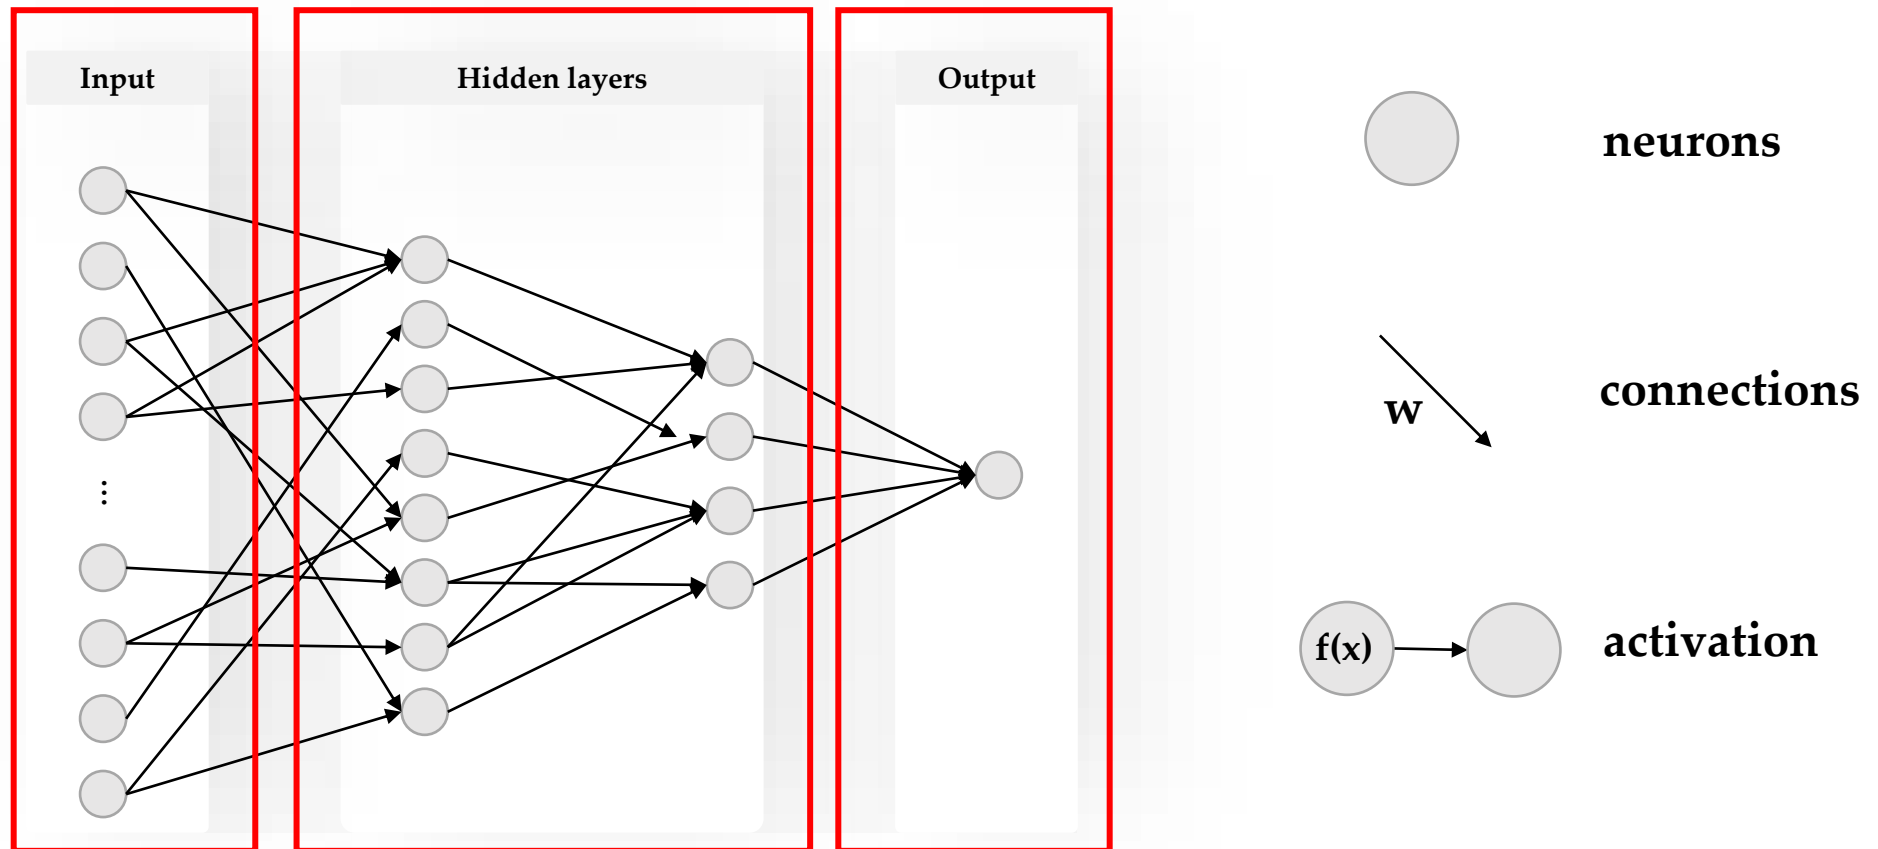 Input
Hidden layers
Output
⋮
neurons
w
connections
f(x)
activation